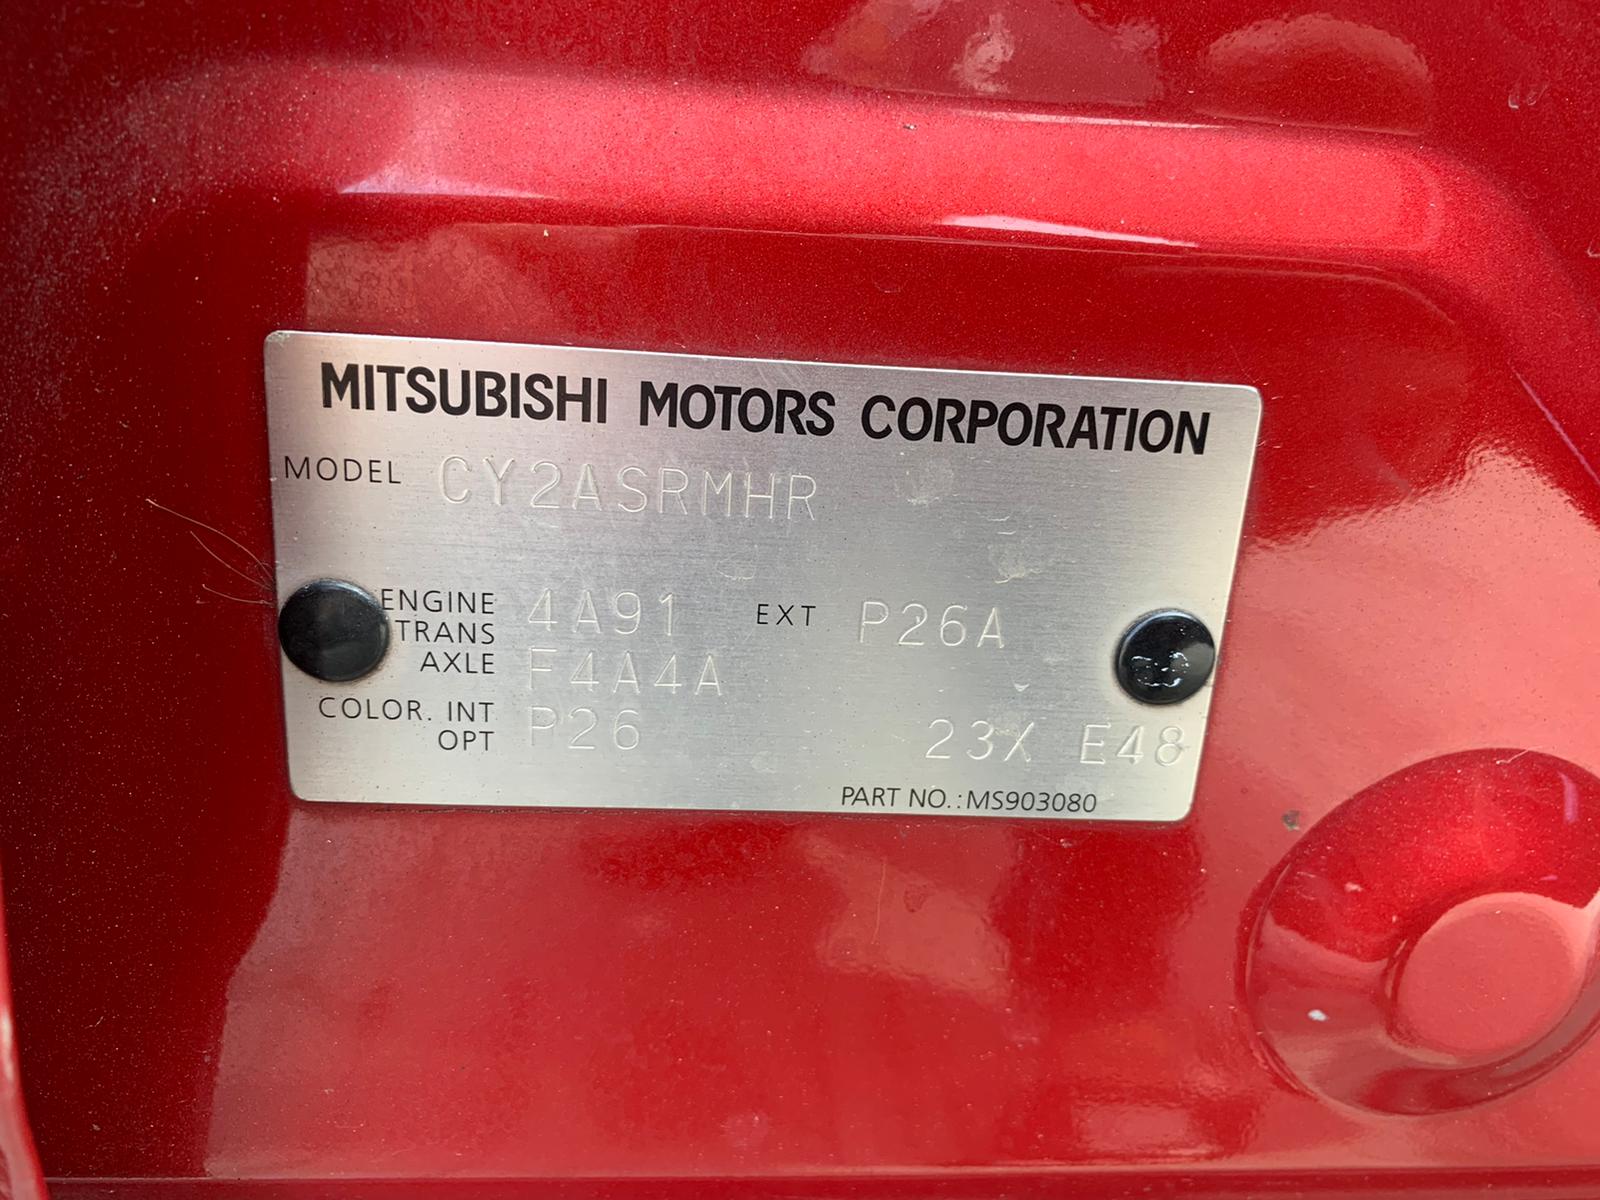 MITSUBISHI MOTORS CORPORATION
MODEL CY2ASRMHR
ENGINE 4A91 EXT P26A
TRANS
AXLE F4A4A
COLOR. INT P26 23X E48
OPT
PART NO.: MS903080